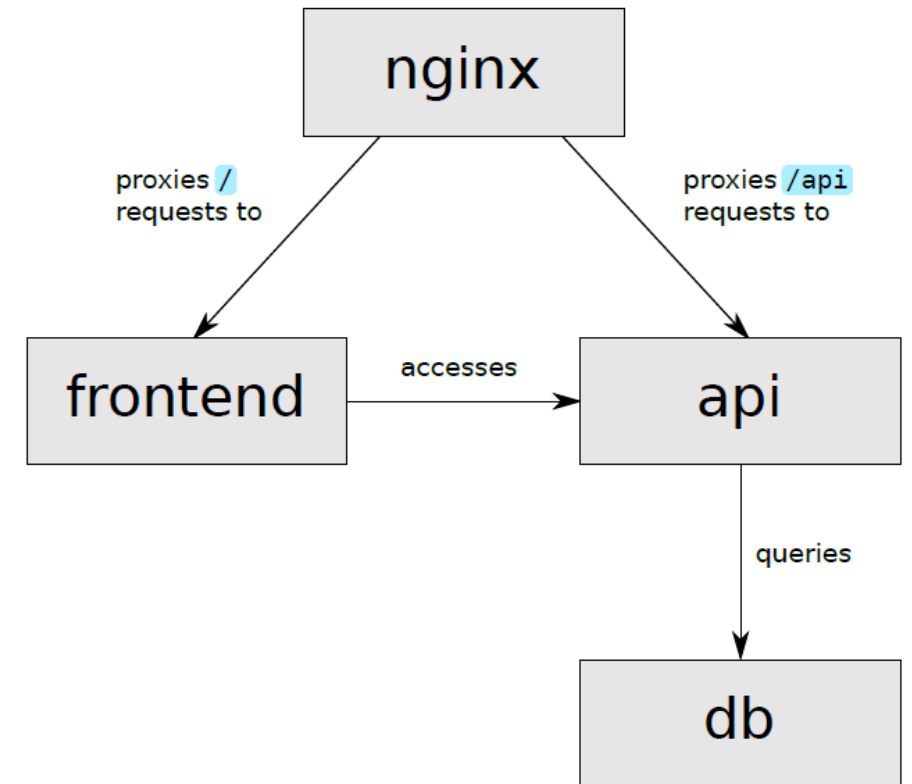 nginx
proxies /
requests to
proxies /api
requests to
frontend
accesses
api
queries
db